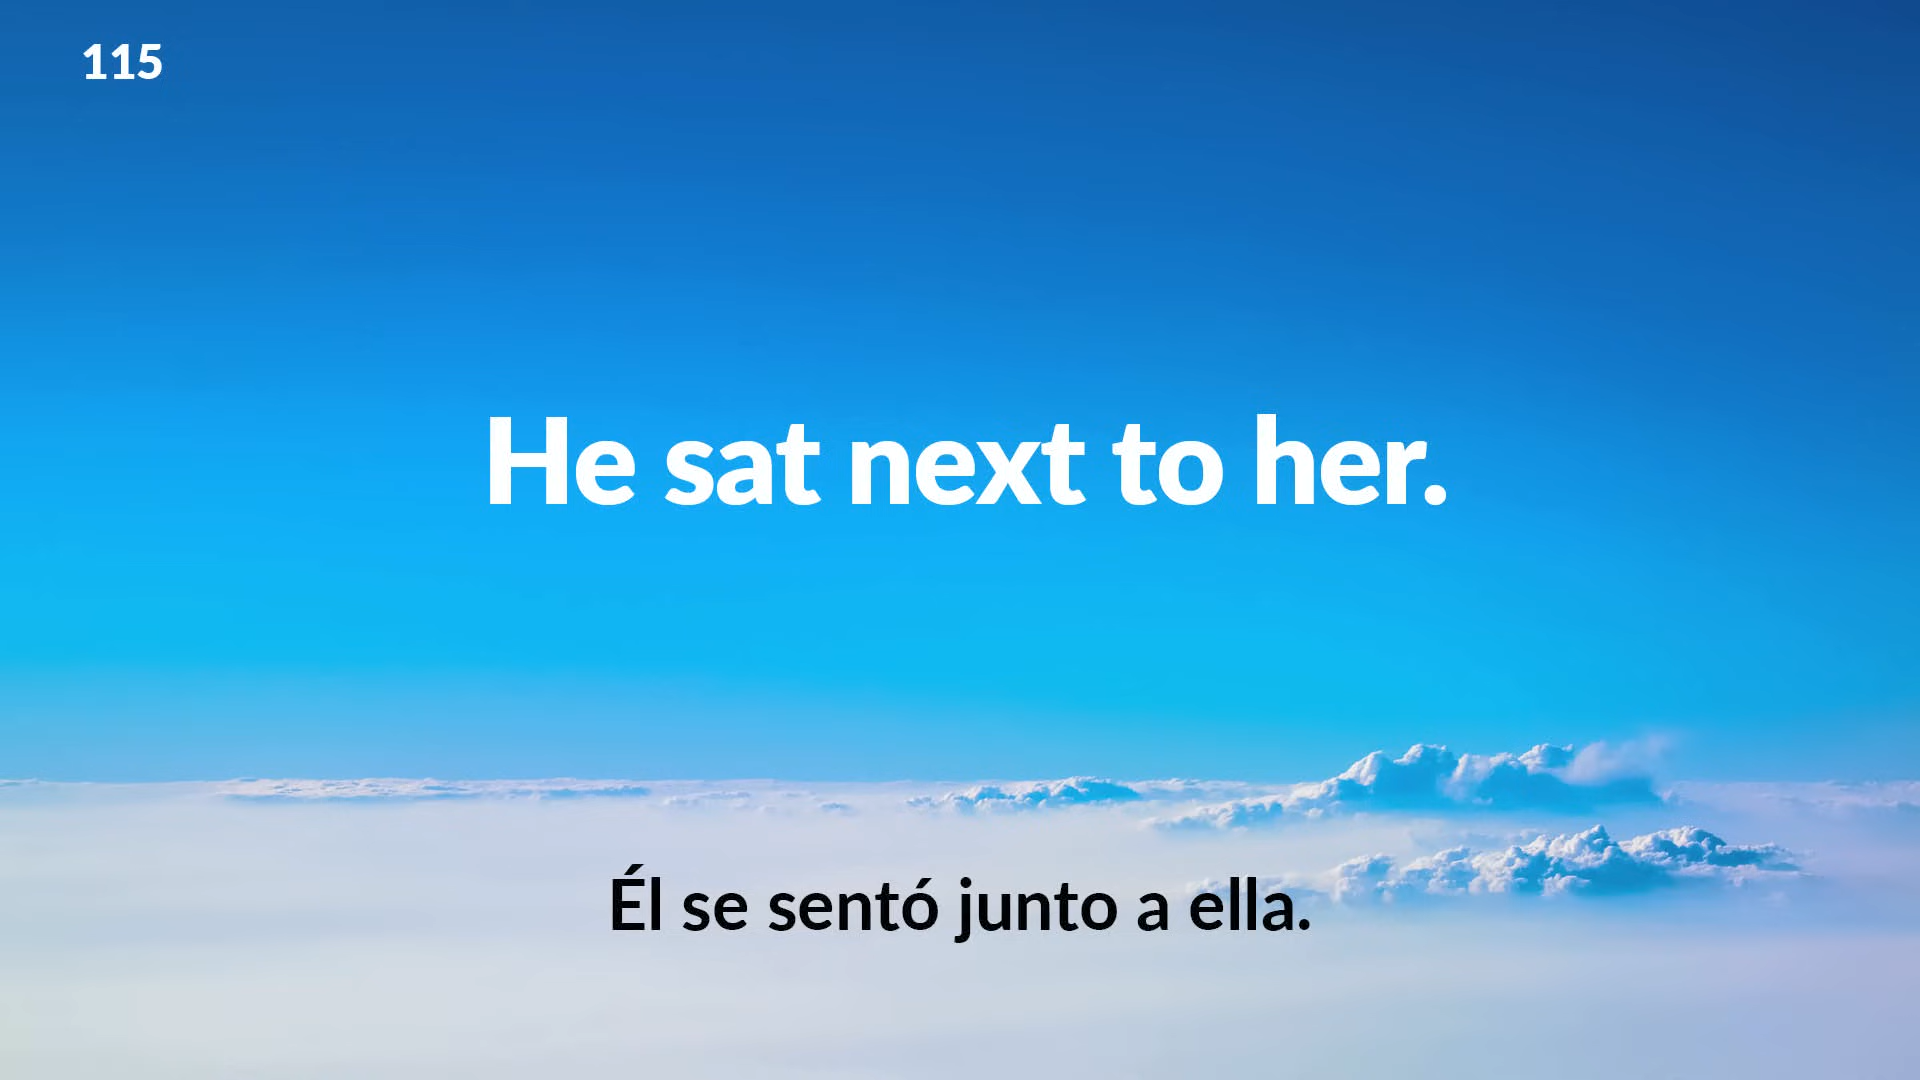 115
He sat next to her.
Él se sentó junto a ella.